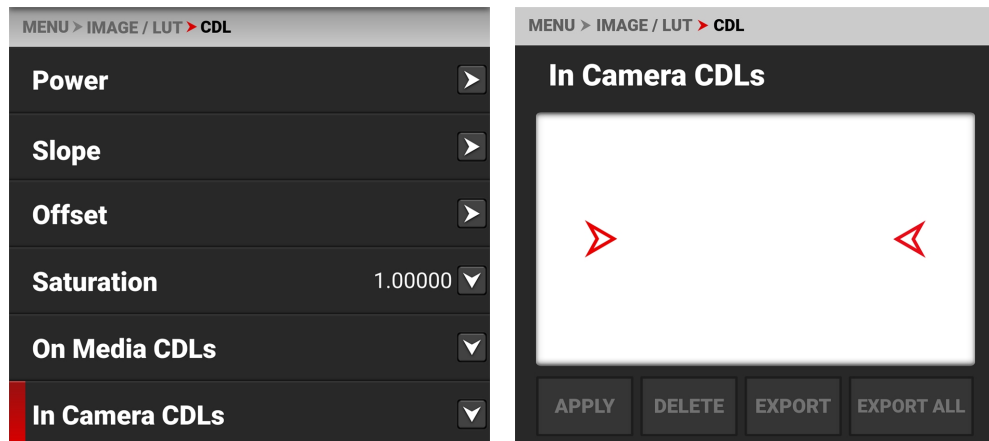 MENU IMAGE / LUT CDL
Power
Slope
Offset
Saturation 1.00000
On Media CDLs
In Camera CDLs
MENU IMAGE / LUT CDL
In Camera CDLs
APPLY DELETE EXPORT EXPORT ALL